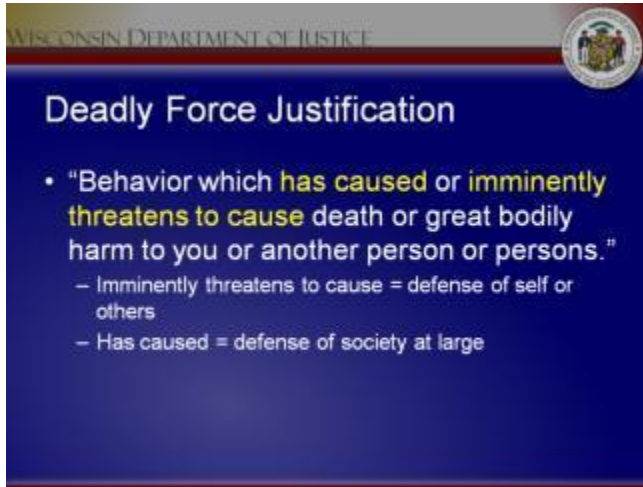 WISCONSIN DEPARTMENT OF JUSTICE
Deadly Force Justification
• “Behavior which has caused or imminently
threatens to cause death or great bodily
harm to you or another person or persons.”
– Imminently threatens to cause = defense of self or
others
– Has caused = defense of society at large